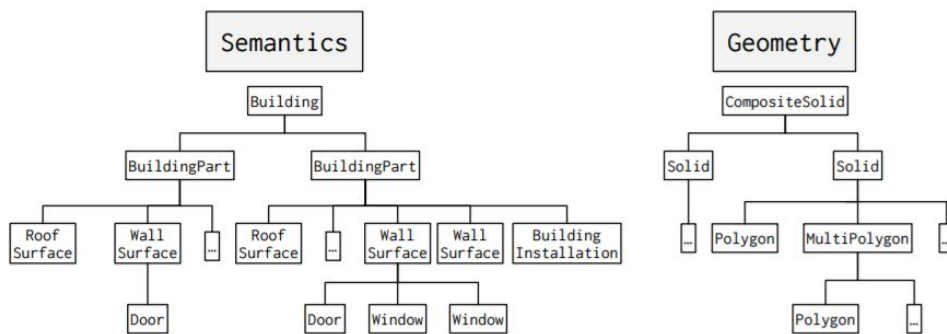 Semantics Geometry
Building CompositeSolid
BuildingPart BuildingPart Solid Solid
Roof Wall … Roof … Wall Wall Building … Polygon MultiPolygon …
Surface Surface Surface Surface Surface Installation
Door Door Window Window Polygon …